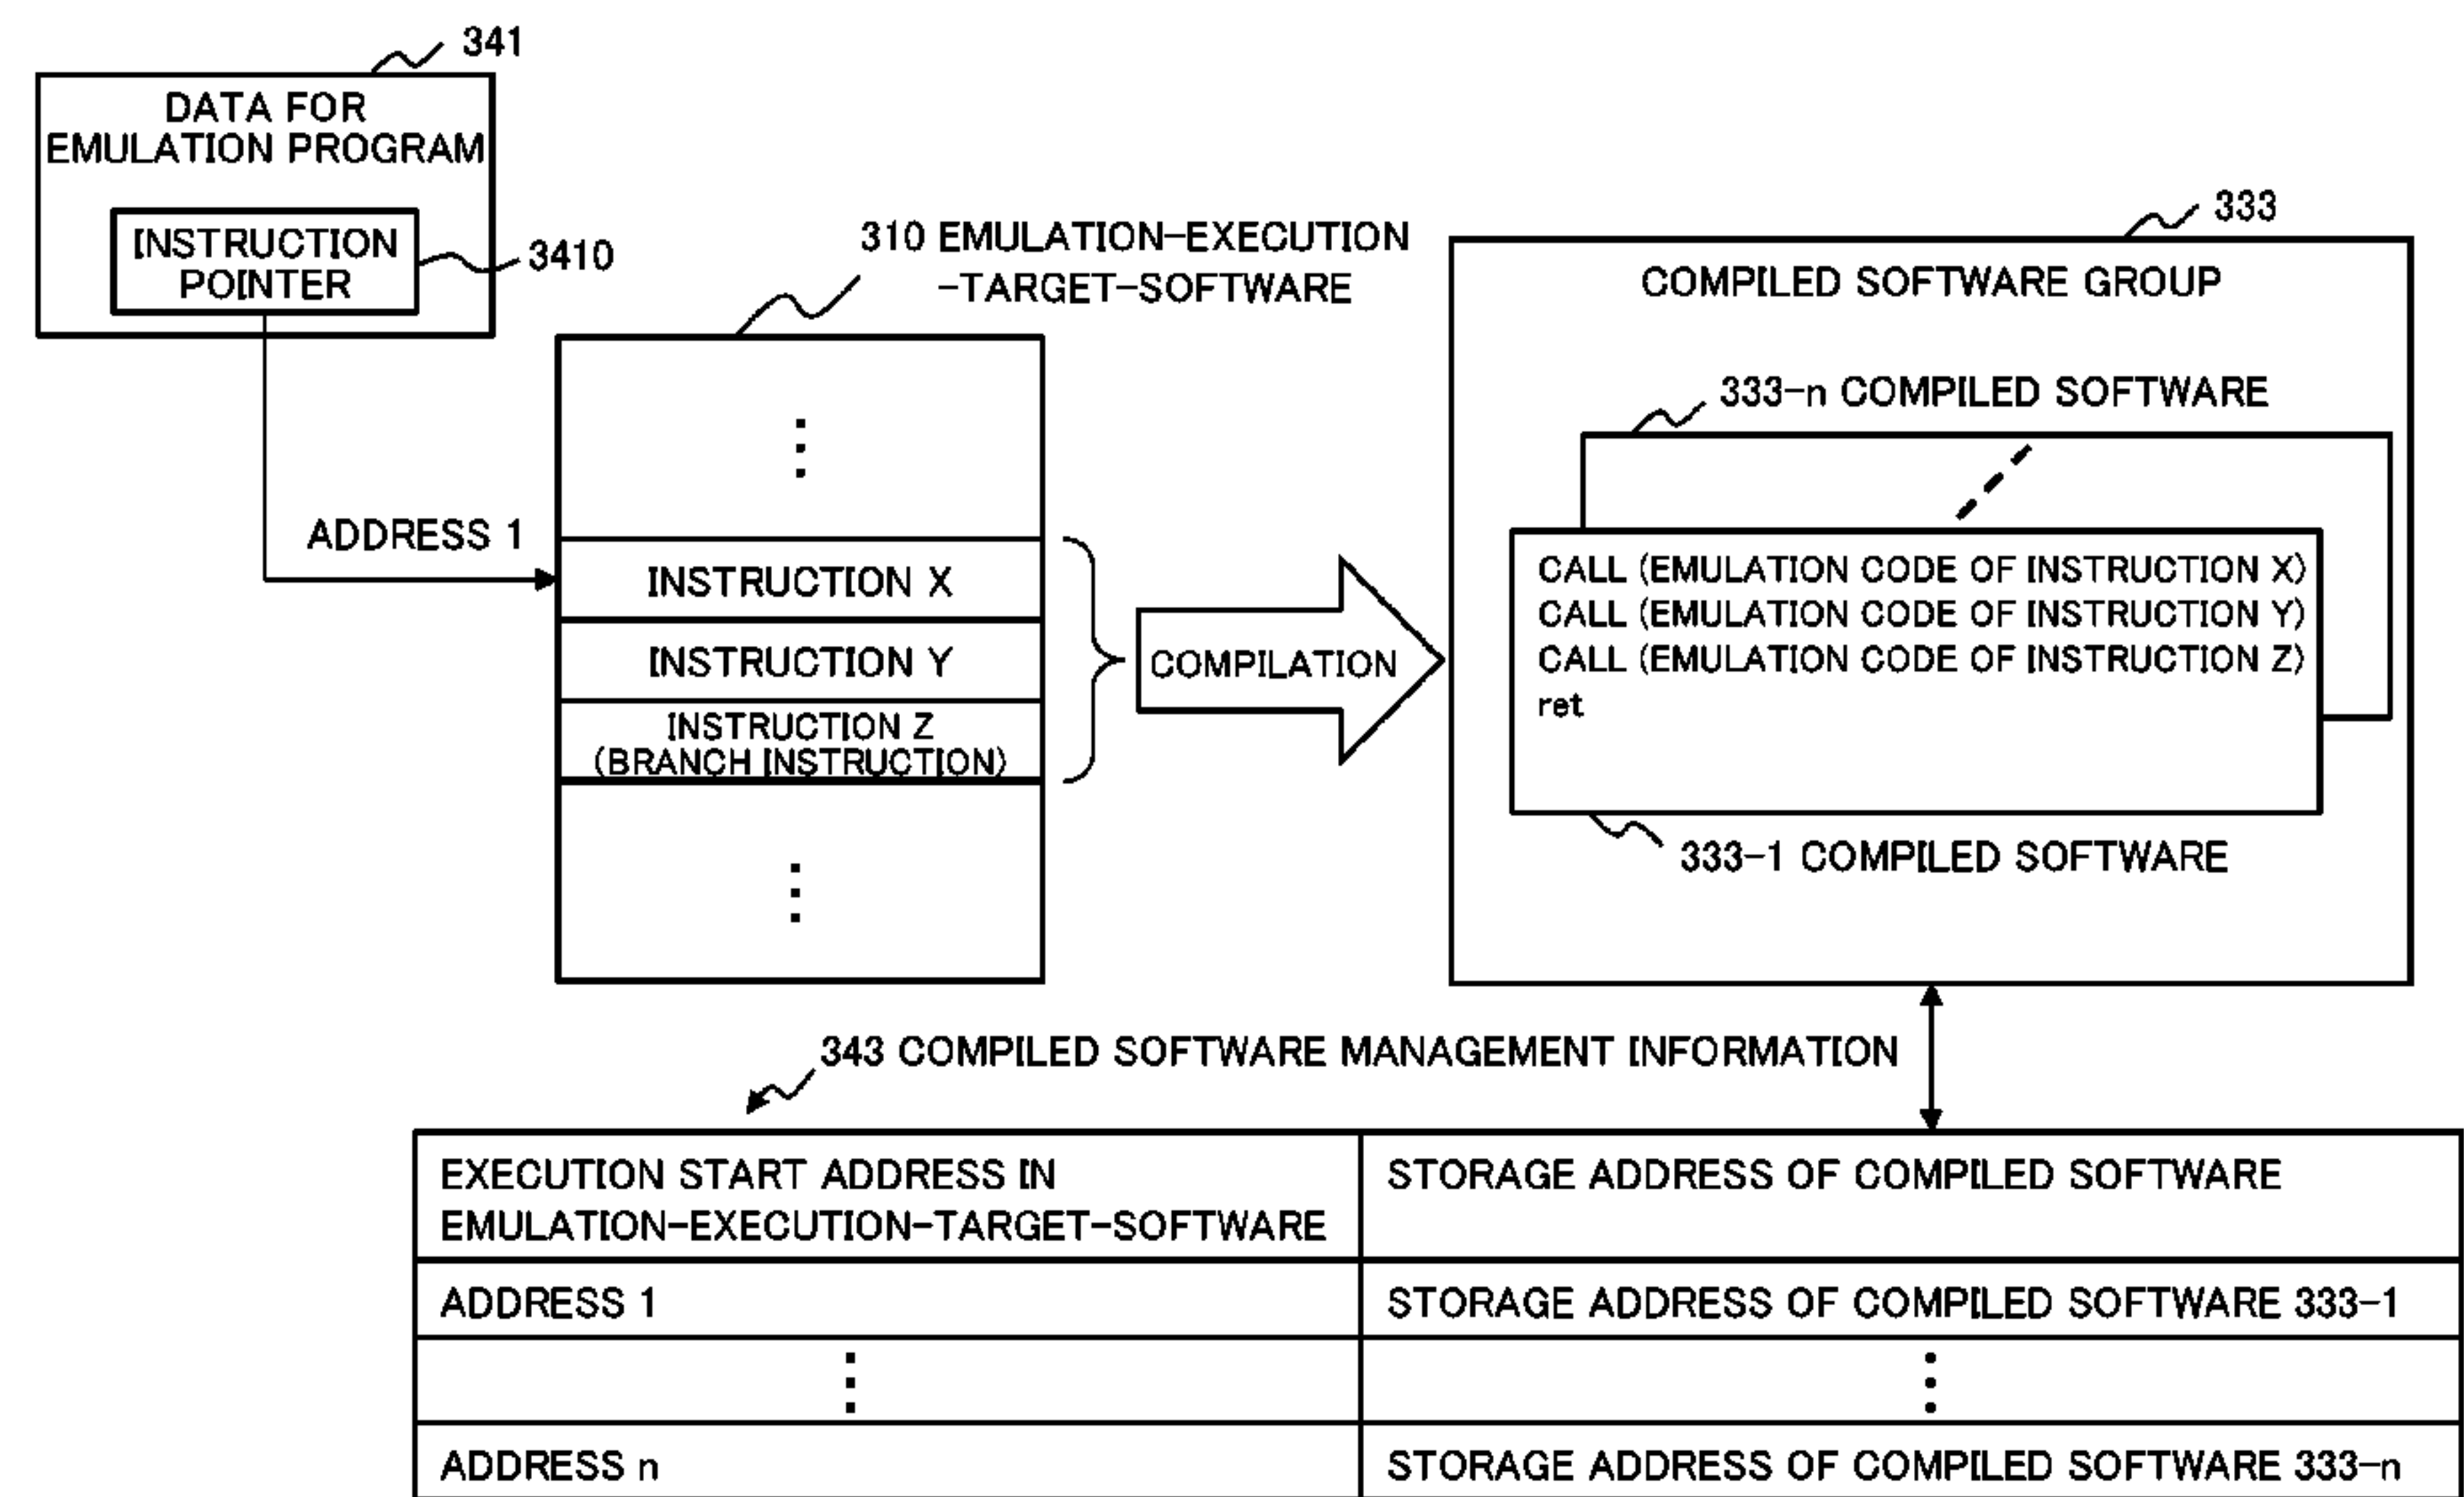 341
DATA FOR
EMULATION PROGRAM
INSTRUCTION
POINTER
3410
310 EMULATION-EXECUTION
-TARGET-SOFTWARE
ADDRESS 1
INSTRUCTION X
INSTRUCTION Y
INSTRUCTION Z
(BRANCH INSTRUCTION)
COMPILATION
333
COMPILED SOFTWARE GROUP
333-n COMPILED SOFTWARE
CALL (EMULATION CODE OF INSTRUCTION X)
CALL (EMULATION CODE OF INSTRUCTION Y)
CALL (EMULATION CODE OF INSTRUCTION Z)
ret
333-1 COMPILED SOFTWARE
343 COMPILED SOFTWARE MANAGEMENT INFORMATION
EXECUTION START ADDRESS IN
EMULATION-EXECUTION-TARGET-SOFTWARE
STORAGE ADDRESS OF COMPILED SOFTWARE
ADDRESS 1
STORAGE ADDRESS OF COMPILED SOFTWARE 333-1
ADDRESS n
STORAGE ADDRESS OF COMPILED SOFTWARE 333-n